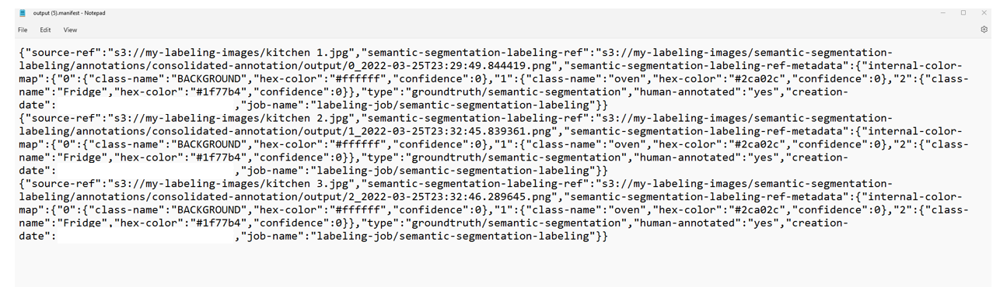 output (5).manifest - Notepad
File Edit View
{"source-ref":"s3://my-labeling-images/kitchen 1.jpg","semantic-segmentation-labeling-ref":"s3://my-labeling-images/semantic-segmentation-
labeling/annotations/consolidated-annotation/output/0_2022-03-25T23:29:49.844419.png","semantic-segmentation-labeling-ref-metadata":{"internal-color-
map":{"0":{"class-name":"BACKGROUND","hex-color":"#ffffff","confidence":0},"1":{"class-name":"oven","hex-color":"#2ca02c","confidence":0},"2":{"class-
name":"Fridge","hex-color":"#1f77b4","confidence":0}},"type":"groundtruth/semantic-segmentation","human-annotated":"yes","creation-
date": ,"job-name":"labeling-job/semantic-segmentation-labeling"}}
{"source-ref":"s3://my-labeling-images/kitchen 2.jpg","semantic-segmentation-labeling-ref":"s3://my-labeling-images/semantic-segmentation-
labeling/annotations/consolidated-annotation/output/1_2022-03-25T23:32:45.839361.png","semantic-segmentation-labeling-ref-metadata":{"internal-color-
map":{"0":{"class-name":"BACKGROUND","hex-color":"#ffffff","confidence":0},"1":{"class-name":"oven","hex-color":"#2ca02c","confidence":0},"2":{"class-
name":"Fridge","hex-color":"#1f77b4","confidence":0}},"type":"groundtruth/semantic-segmentation","human-annotated":"yes","creation-
date": ,"job-name":"labeling-job/semantic-segmentation-labeling"}}
{"source-ref":"s3://my-labeling-images/kitchen 3.jpg","semantic-segmentation-labeling-ref":"s3://my-labeling-images/semantic-segmentation-
labeling/annotations/consolidated-annotation/output/2_2022-03-25T23:32:46.289645.png","semantic-segmentation-labeling-ref-metadata":{"internal-color-
map":{"0":{"class-name":"BACKGROUND","hex-color":"#ffffff","confidence":0},"1":{"class-name":"oven","hex-color":"#2ca02c","confidence":0},"2":{"class-
name":"Fridge","hex-color":"#1f77b4","confidence":0}},"type":"groundtruth/semantic-segmentation","human-annotated":"yes","creation-
date": ,"job-name":"labeling-job/semantic-segmentation-labeling"}}